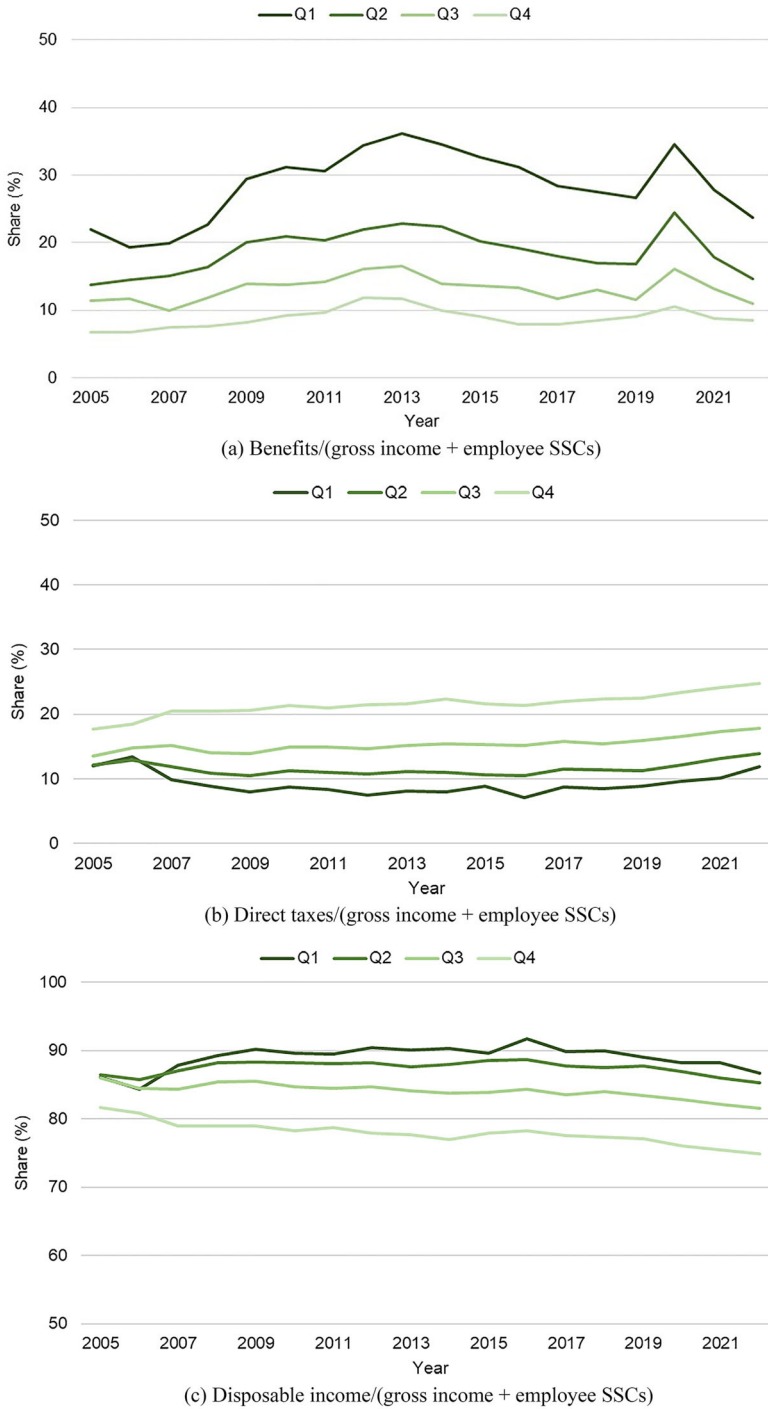 Q1 Q2 Q3 Q4
50
40
30
20
10
0
Share (%)
2005 2007 2009 2011 2013 2015 2017 2019 2021
Year
(a) Benefits/(gross income + employee SSCs)
Q1 Q2 Q3 Q4
50
40
30
20
10
0
Share (%)
2005 2007 2009 2011 2013 2015 2017 2019 2021
Year
(b) Direct taxes/(gross income + employee SSCs)
Q1 Q2 Q3 Q4
100
90
80
70
60
50
Share (%)
2005 2007 2009 2011 2013 2015 2017 2019 2021
Year
(c) Disposable income/(gross income + employee SSCs)